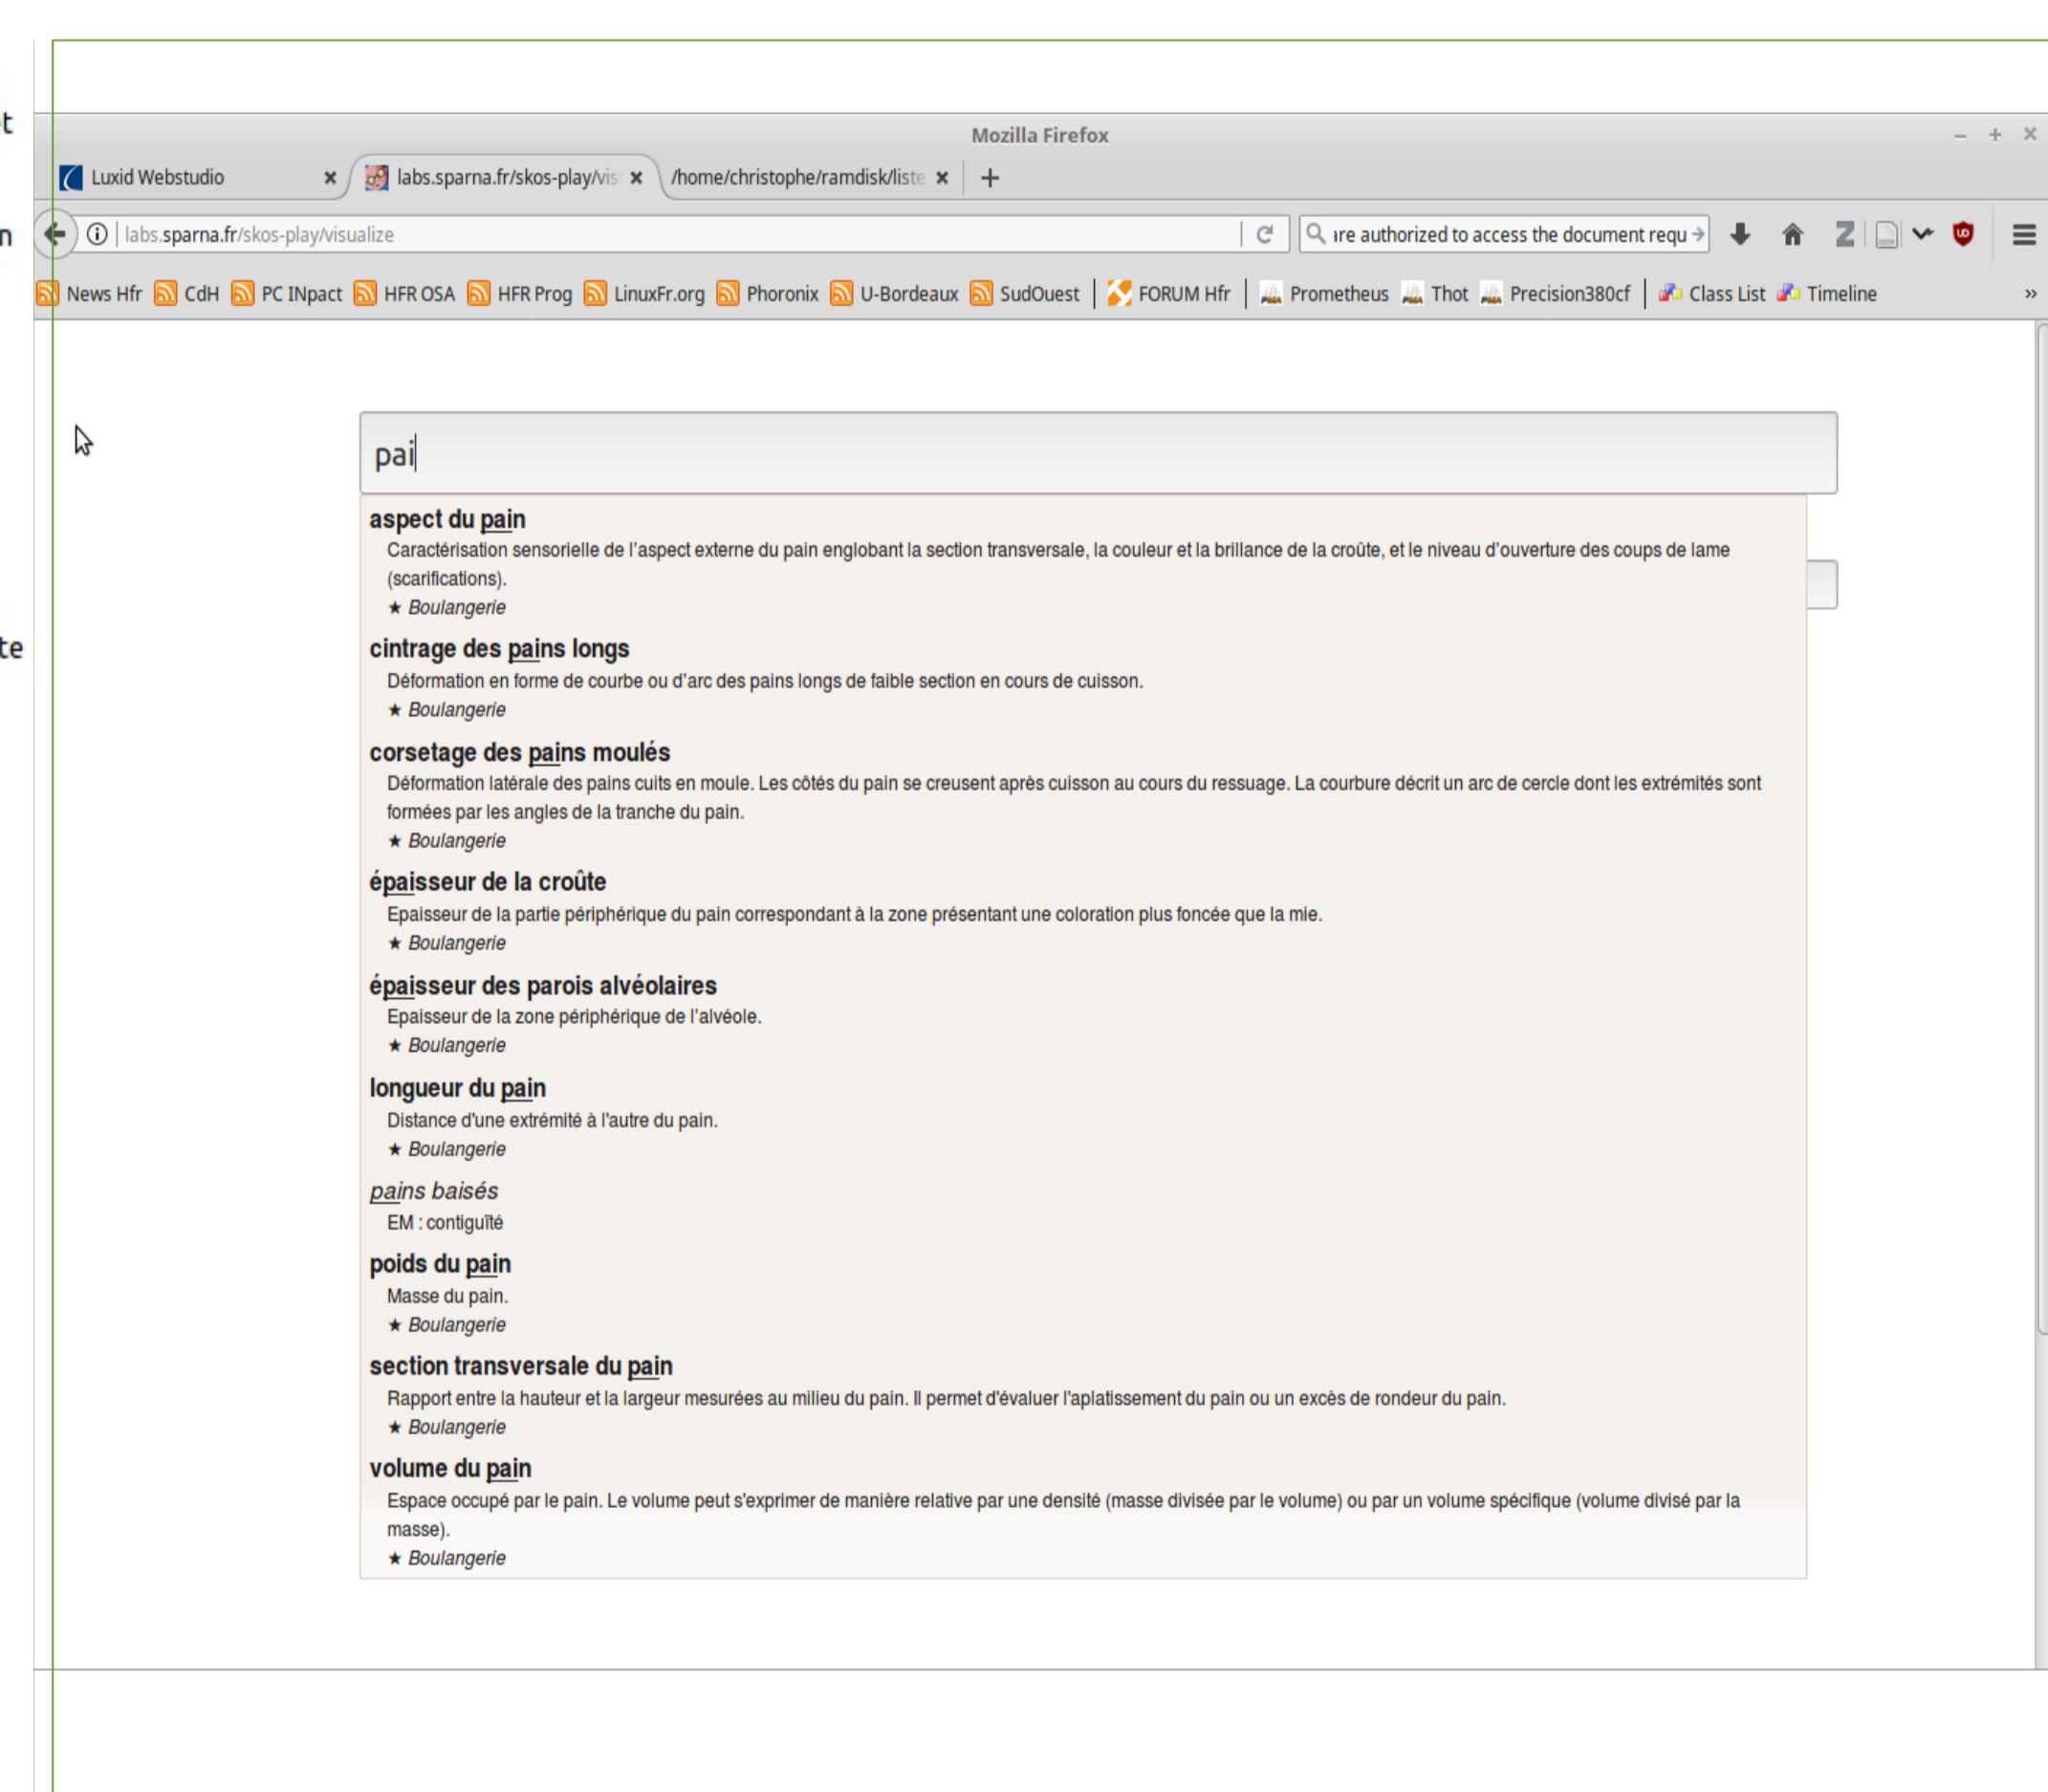 Mozilla Firefox
Luxid Webstudio
labs.sparna.fr/skos-play/vis
/home/christophe/ramdisk/liste
labs.sparna.fr/skos-play/visualize
are authorized to access the document requ
News Hfr CdH PC INpact HFR OSA HFR Prog LinuxFr.org Phoronix U-Bordeaux SudOuest FORUM Hfr Prometheus Thot Precision380cf Class List Timeline »
pai
aspect du pain
Caractérisation sensorielle de l'aspect externe du pain englobant la section transversale, la couleur et la brillance de la croûte, et le niveau d'ouverture des coups de lame
(scarifications).
★ Boulangerie
cintrage des pains longs
Déformation en forme de courbe ou d'arc des pains longs de faible section en cours de cuisson.
★ Boulangerie
corsetage des pains moulés
Déformation latérale des pains cuits en moule. Les côtés du pain se creusent après cuisson au cours du ressuage. La courbure décrit un arc de cercle dont les extrémités sont
formées par les angles de la tranche du pain.
★ Boulangerie
épaisseur de la croûte
Epaisseur de la partie périphérique du pain correspondant à la zone présentant une coloration plus foncée que la mie.
★ Boulangerie
épaisseur des parois alvéolaires
Epaisseur de la zone périphérique de l'alvéole.
★ Boulangerie
longueur du pain
Distance d'une extrémité à l'autre du pain.
★ Boulangerie
pains baisés
EM : contiguïté
poids du pain
Masse du pain.
★ Boulangerie
section transversale du pain
Rapport entre la hauteur et la largeur mesurées au milieu du pain. Il permet d'évaluer l'aplatissement du pain ou un excès de rondeur du pain.
★ Boulangerie
volume du pain
Espace occupé par le pain. Le volume peut s'exprimer de manière relative par une densité (masse divisée par le volume) ou par un volume spécifique (volume divisé par la
masse).
★ Boulangerie